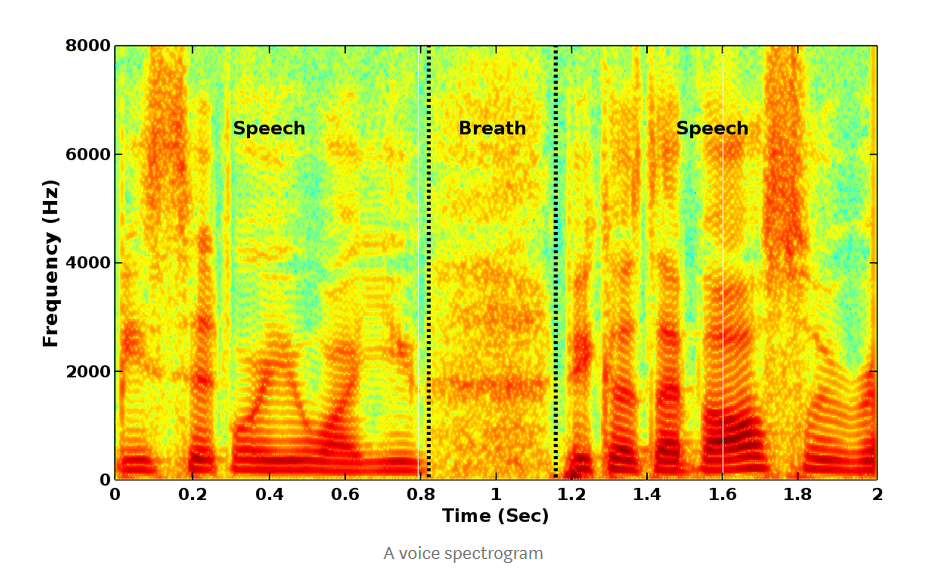 8000
6000
4000
2000
0
Frequency (Hz)
Speech
Breath
Speech
0 0.2 0.4 0.6 0.8 1 1.2 1.4 1.6 1.8 2
Time (Sec)
A voice spectrogram